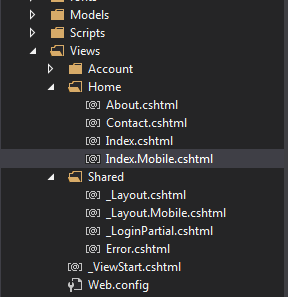 Models
Scripts
Views
Account
Home
About.cshtml
Contact.cshtml
Index.cshtml
Index.Mobile.cshtml
Shared
_Layout.cshtml
_Layout.Mobile.cshtml
_LoginPartial.cshtml
Error.cshtml
_ViewStart.cshtml
Web.config